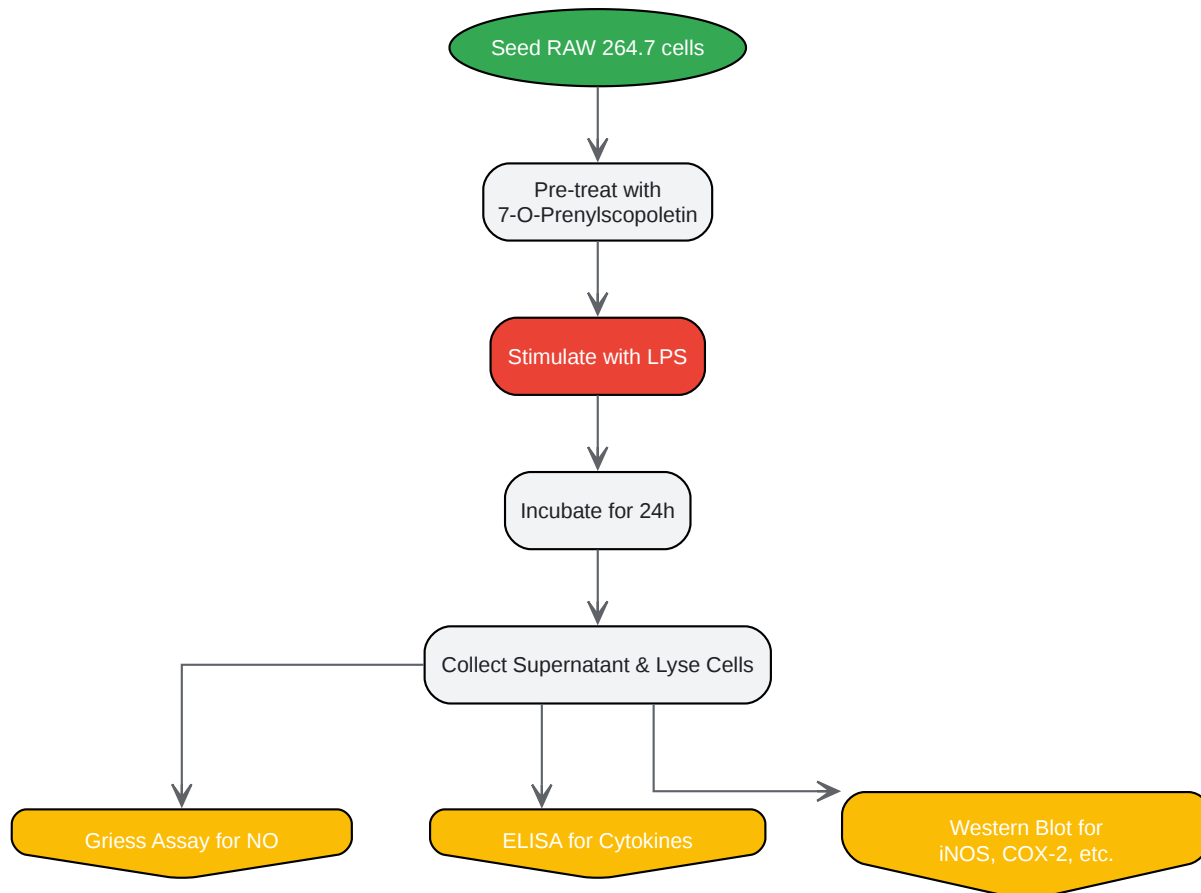 Seed RAW 264.7 cells
Pre-treat with
7-O-Prenylscopoletin
Stimulate with LPS
Incubate for 24h
Collect Supernatant & Lyse Cells
Griess Assay for NO
ELISA for Cytokines
Western Blot for
iNOS, COX-2, etc.